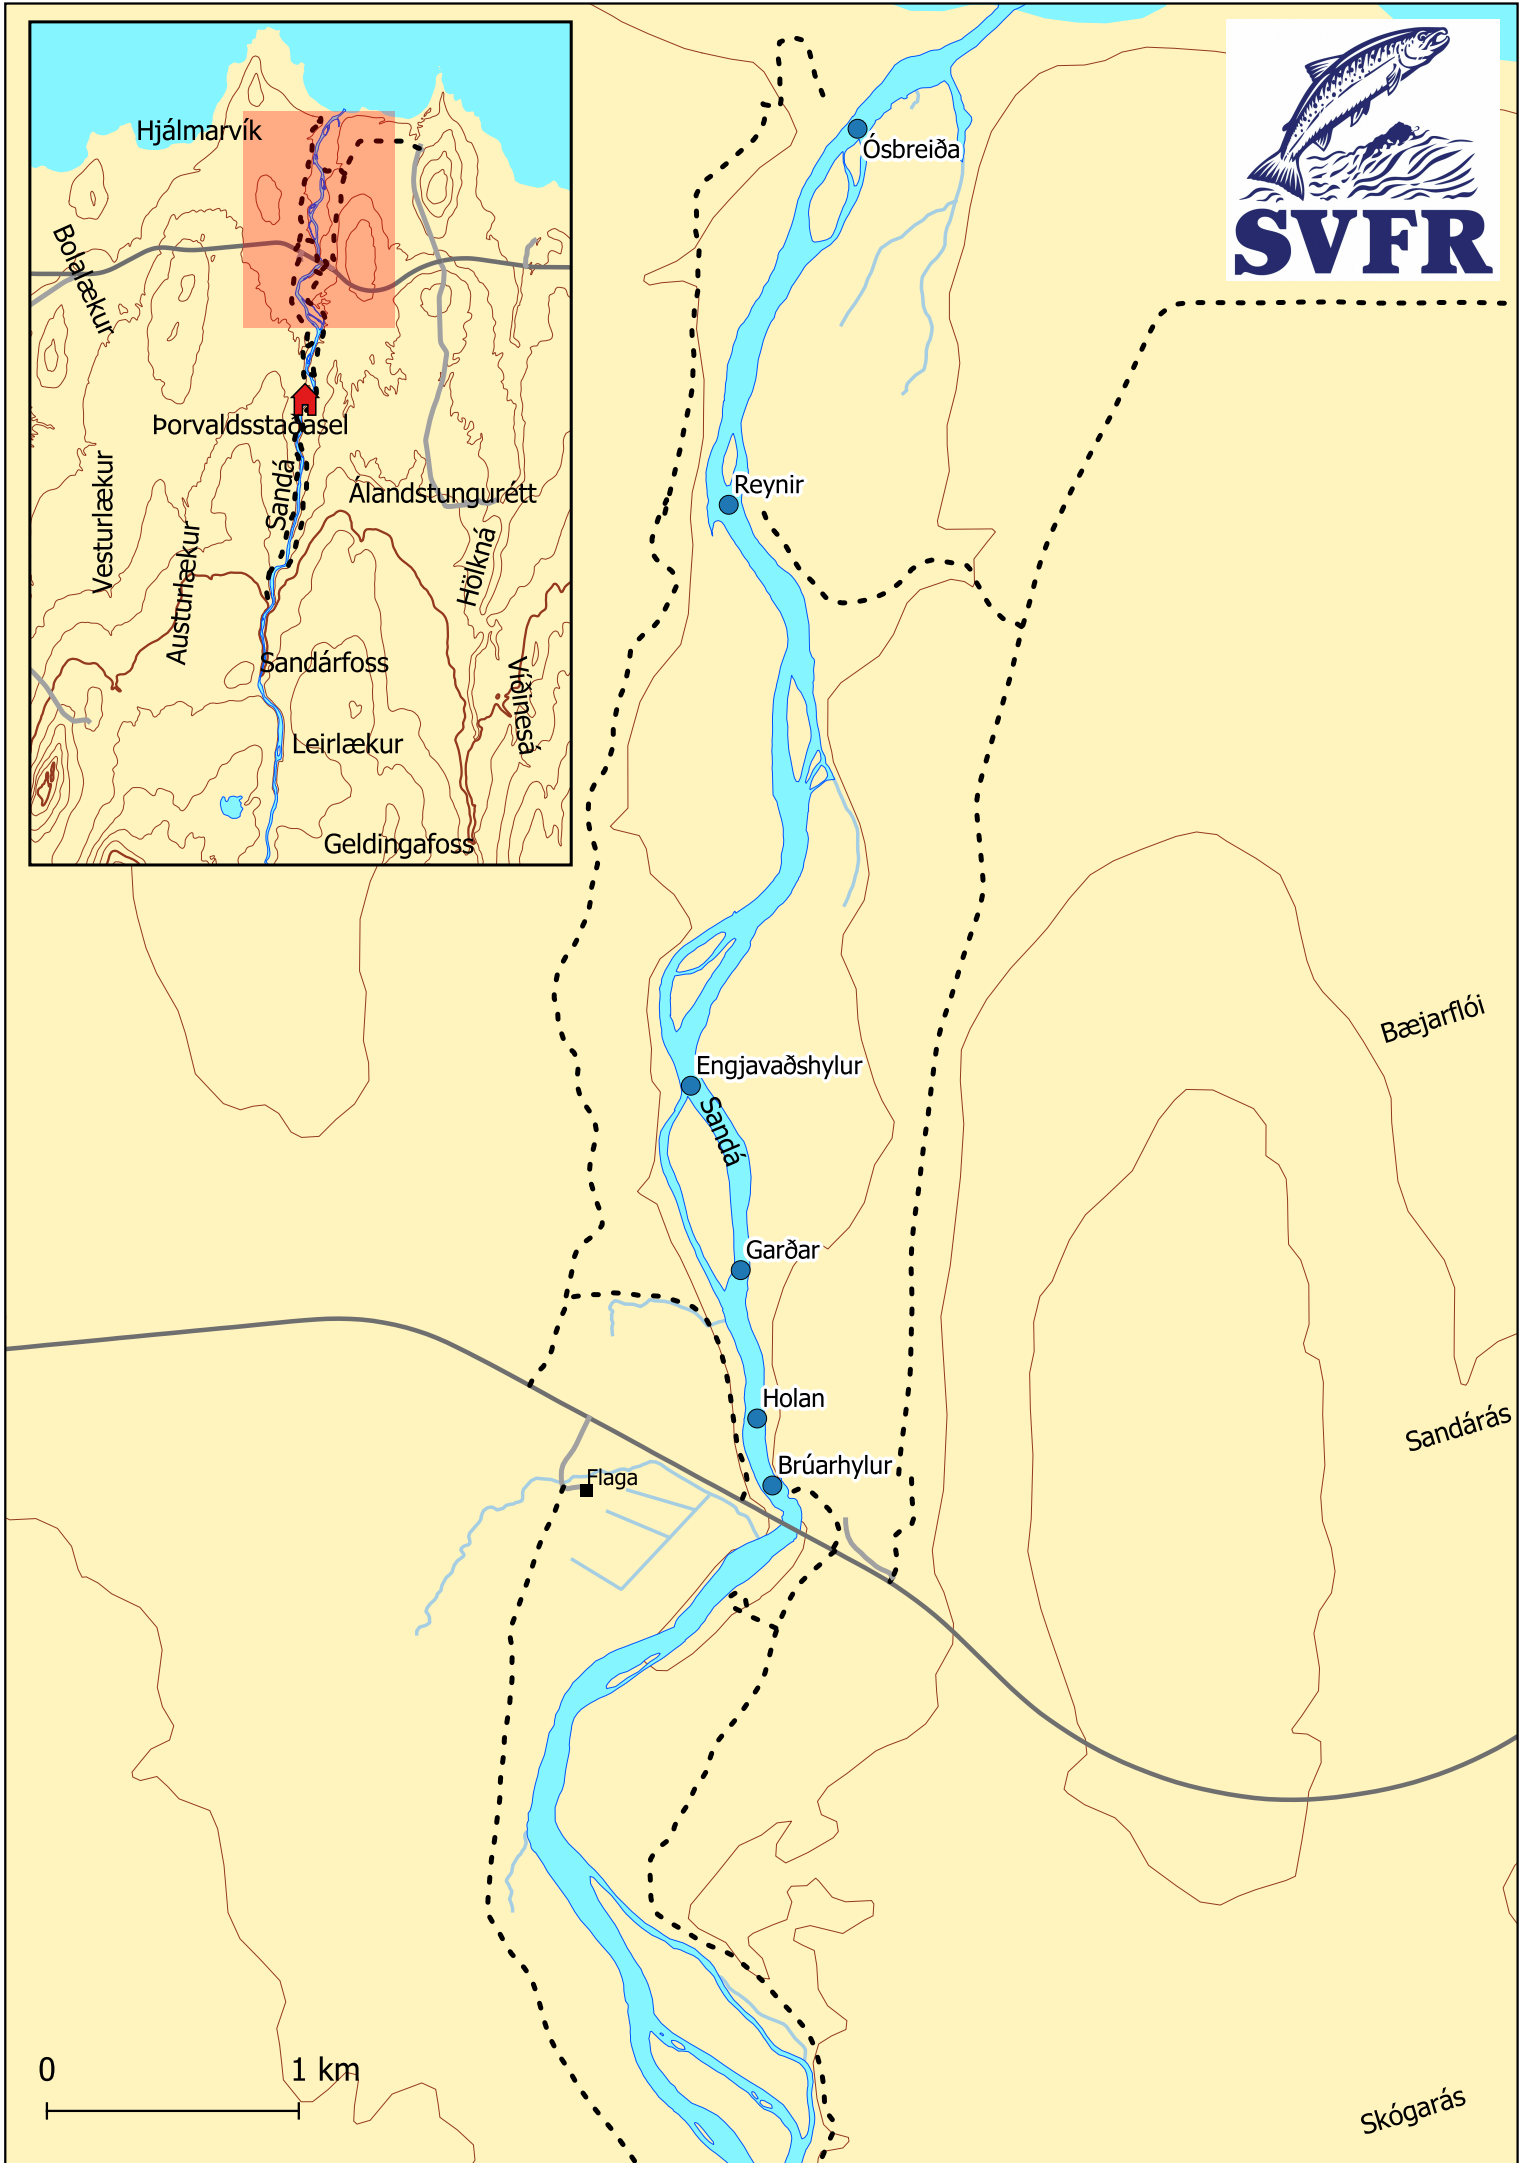 Hjálmarvík
Bolalækur
Þorvaldsstaðasel
Vesturlækur
Sandá
Álandstungurétt
Austurlækur
Hölkná
Sandárfoss
Víðinesá
Leirlækur
Geldingafoss
SVFR
Ósbreiða
Reynir
Bæjarflói
Engjavaðshylur
Sandá
Garðar
Holan
Sandárás
Brúarhylur
Flaga
0 1 km
Skógarás